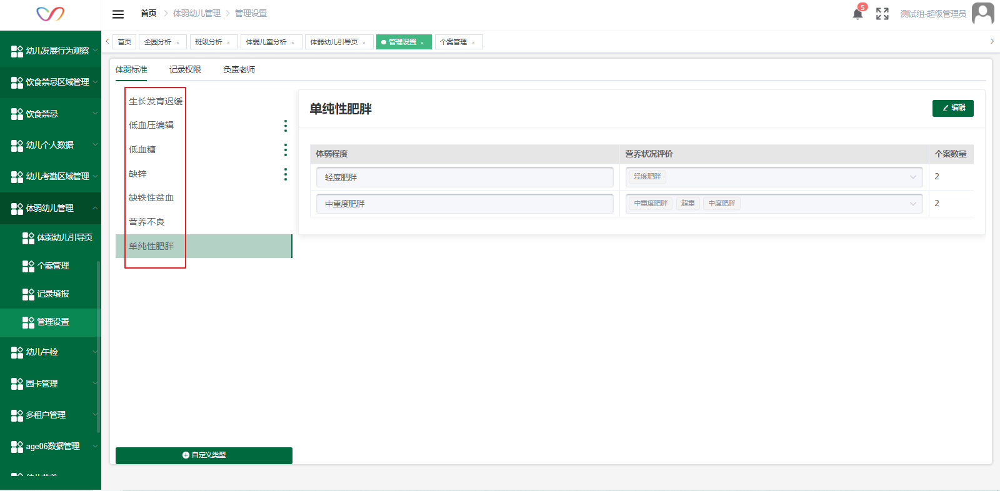 首页 > 体弱幼儿管理 > 管理设置
5
测试组-超级管理员
首页
全园分析 ×
班级分析 ×
体弱儿童分析 ×
体弱幼儿引导页 ×
管理设置 ×
个案管理 ×
幼儿发展行为观察
饮食禁忌区域管理
饮食禁忌
幼儿个人数据
幼儿考勤区域管理
体弱幼儿管理
体弱幼儿引导页
个案管理
记录填报
管理设置
幼儿午检
园卡管理
多租户管理
age06数据管理
体弱标准 记录权限 负责老师
生长发育迟缓
低血压编辑
低血糖
缺锌
缺铁性贫血
营养不良
单纯性肥胖
自定义类型
单纯性肥胖
编辑
体弱程度 营养状况评价 个案数量
轻度肥胖 轻度肥胖 2
中重度肥胖 中重度肥胖 超重 中度肥胖 2